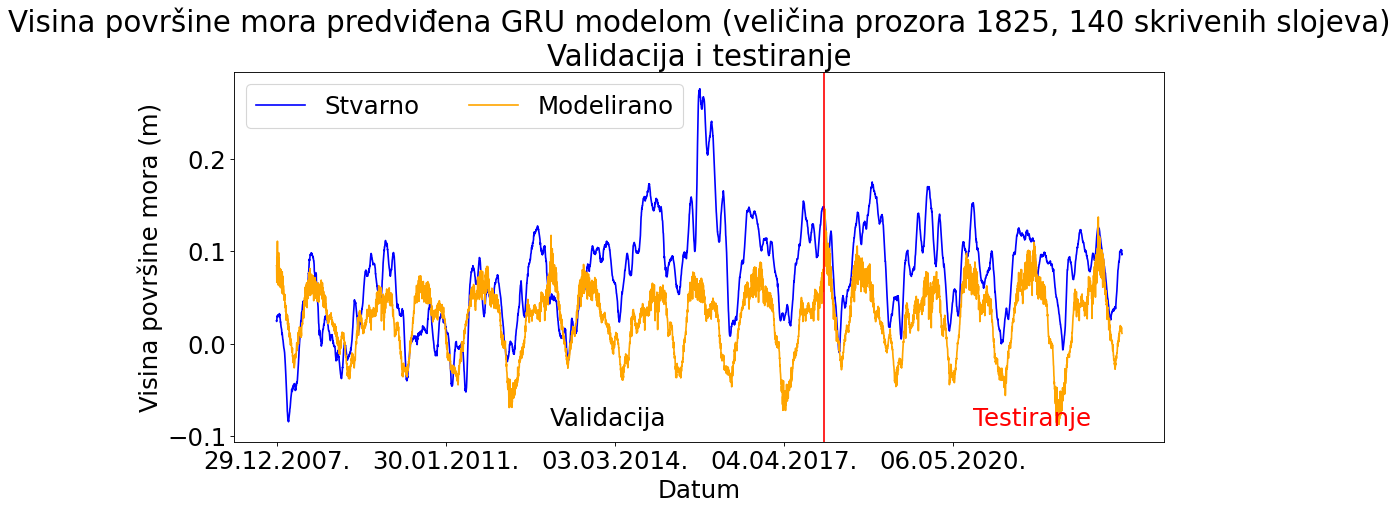 Visina površine mora predviđena GRU modelom (veličina prozora 1825, 140 skrivenih slojeva)
Validacija i testiranje
Stvarno Modelirano
Visina površine mora (m)
0.2
0.1
0.0
−0.1
Validacija Testiranje
29.12.2007. 30.01.2011. 03.03.2014. 04.04.2017. 06.05.2020.
Datum